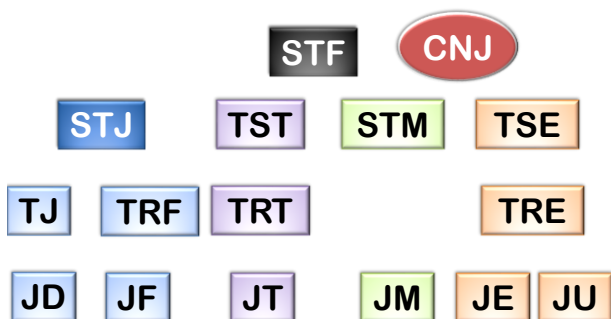 STF CNJ
STJ TST STM TSE
TJ TRF TRT TRE
JD JF JT JM JE JU